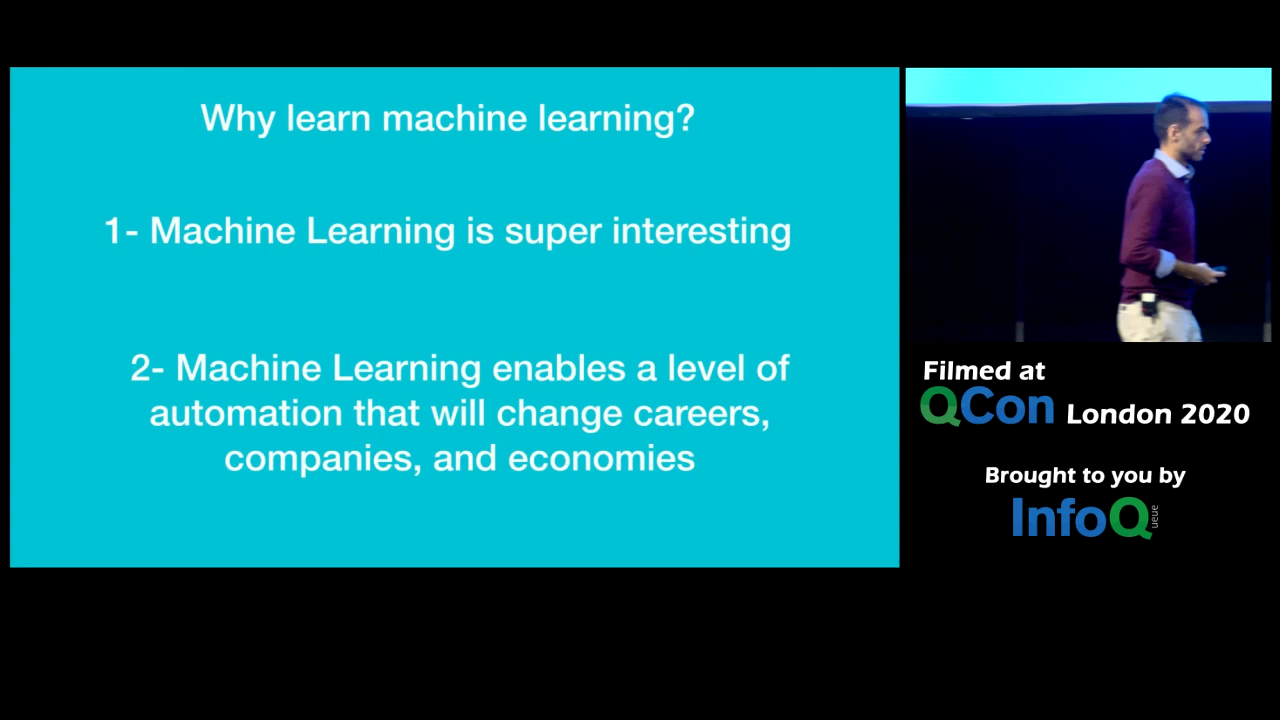 Why learn machine learning?
1- Machine Learning is super interesting
2- Machine Learning enables a level of
automation that will change careers,
companies, and economies
Filmed at
QCon London 2020
Brought to you by
InfoQ
ueue